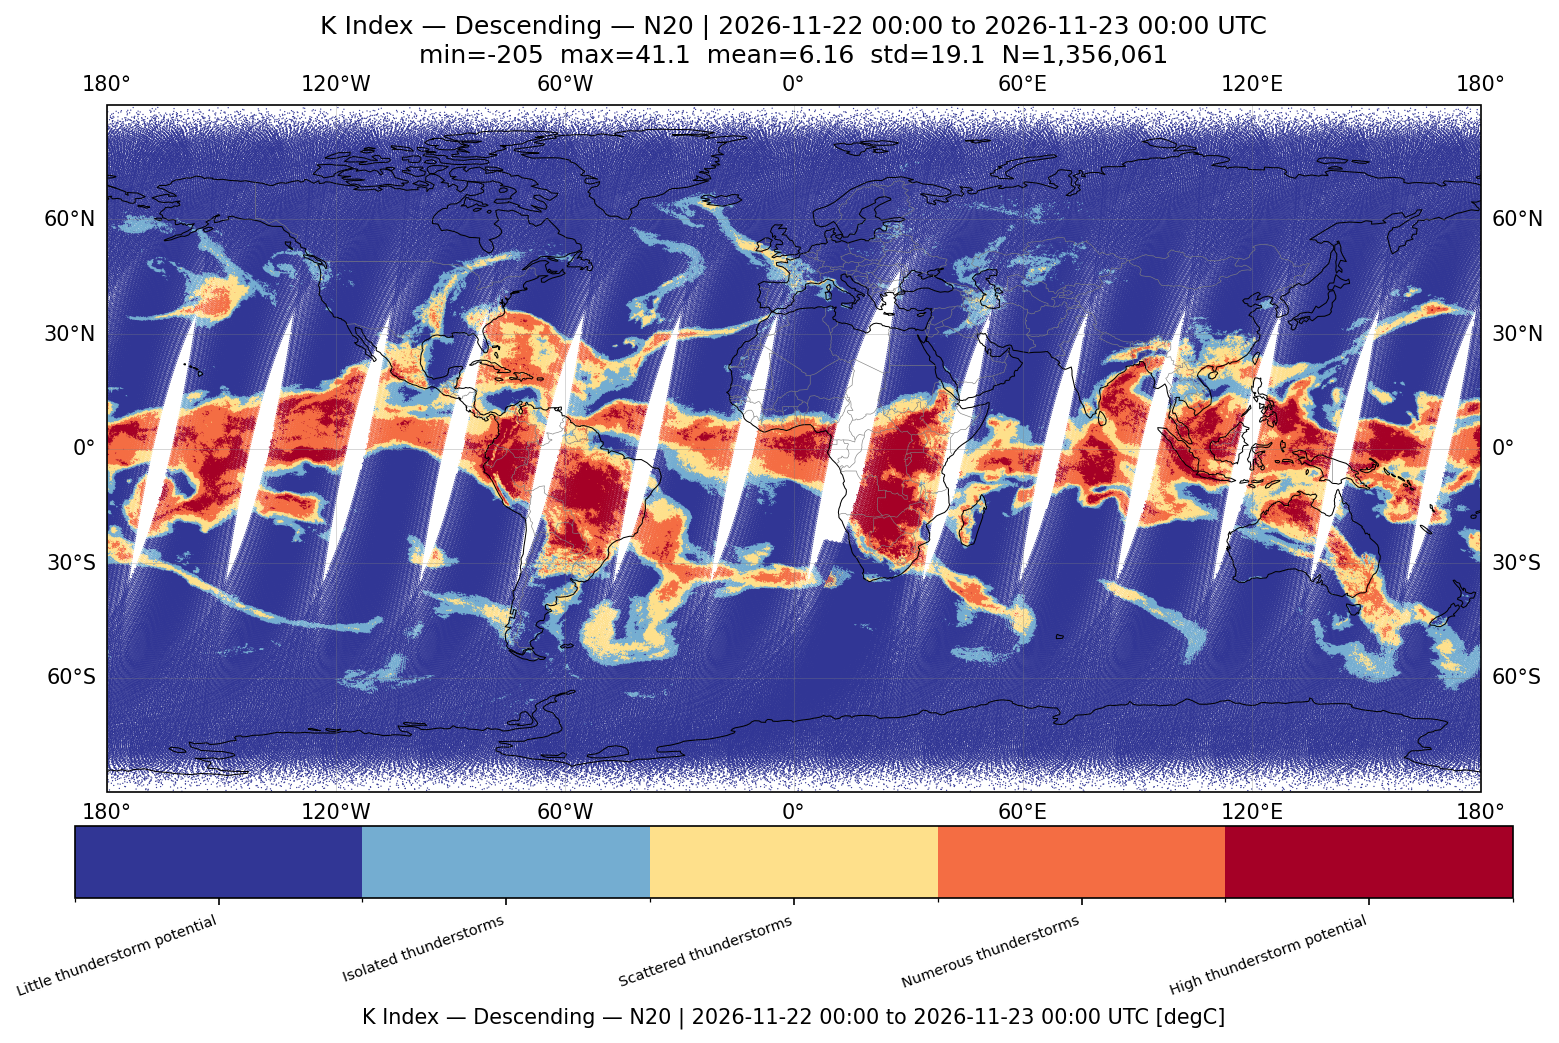 K Index — Descending — N20 | 2026-11-22 00:00 to 2026-11-23 00:00 UTC
min=-205  max=41.1  mean=6.16  std=19.1  N=1,356,061
180° 120°W 60°W 0° 60°E 120°E 180°
60°N 60°N
30°N 30°N
0° 0°
30°S 30°S
60°S 60°S
180° 120°W 60°W 0° 60°E 120°E 180°
Little thunderstorm potential
Isolated thunderstorms
Scattered thunderstorms
Numerous thunderstorms
High thunderstorm potential
K Index — Descending — N20 | 2026-11-22 00:00 to 2026-11-23 00:00 UTC [degC]